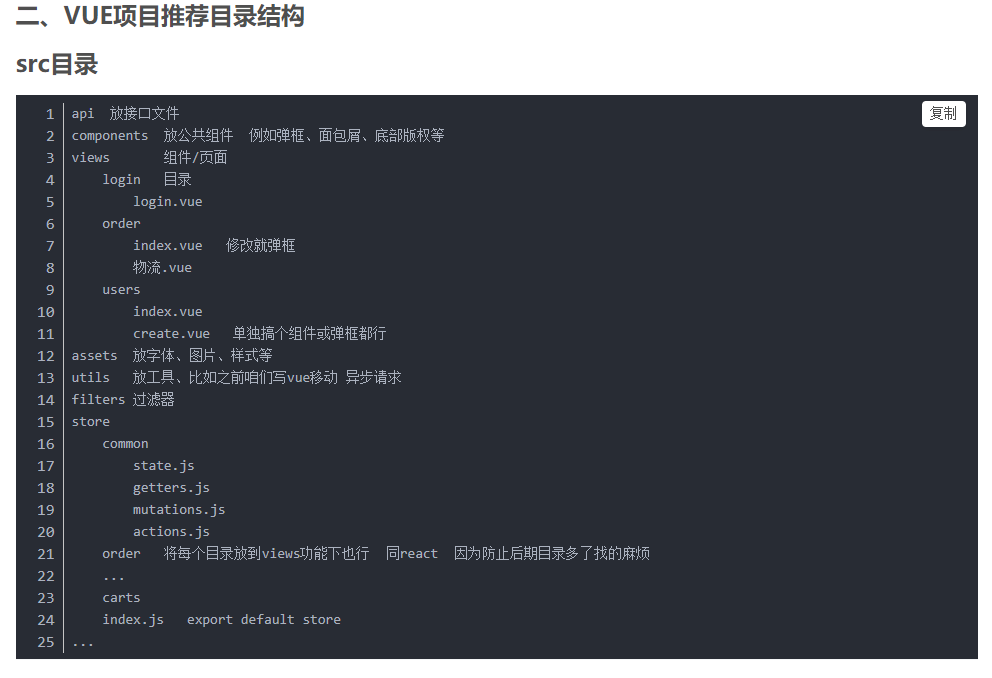 二、VUE项目推荐目录结构
src目录
复制
1 api  放接口文件
2 components  放公共组件  例如弹框、面包屑、底部版权等
3 views       组件/页面
4     login   目录
5         login.vue
6     order
7         index.vue   修改就弹框
8         物流.vue
9     users
10         index.vue
11         create.vue   单独搞个组件或弹框都行
12 assets  放字体、图片、样式等
13 utils   放工具、比如之前咱们写vue移动 异步请求
14 filters 过滤器
15 store
16     common
17         state.js
18         getters.js
19         mutations.js
20         actions.js
21     order   将每个目录放到views功能下也行  同react  因为防止后期目录多了找的麻烦
22     ...
23     carts
24     index.js   export default store
25 ...